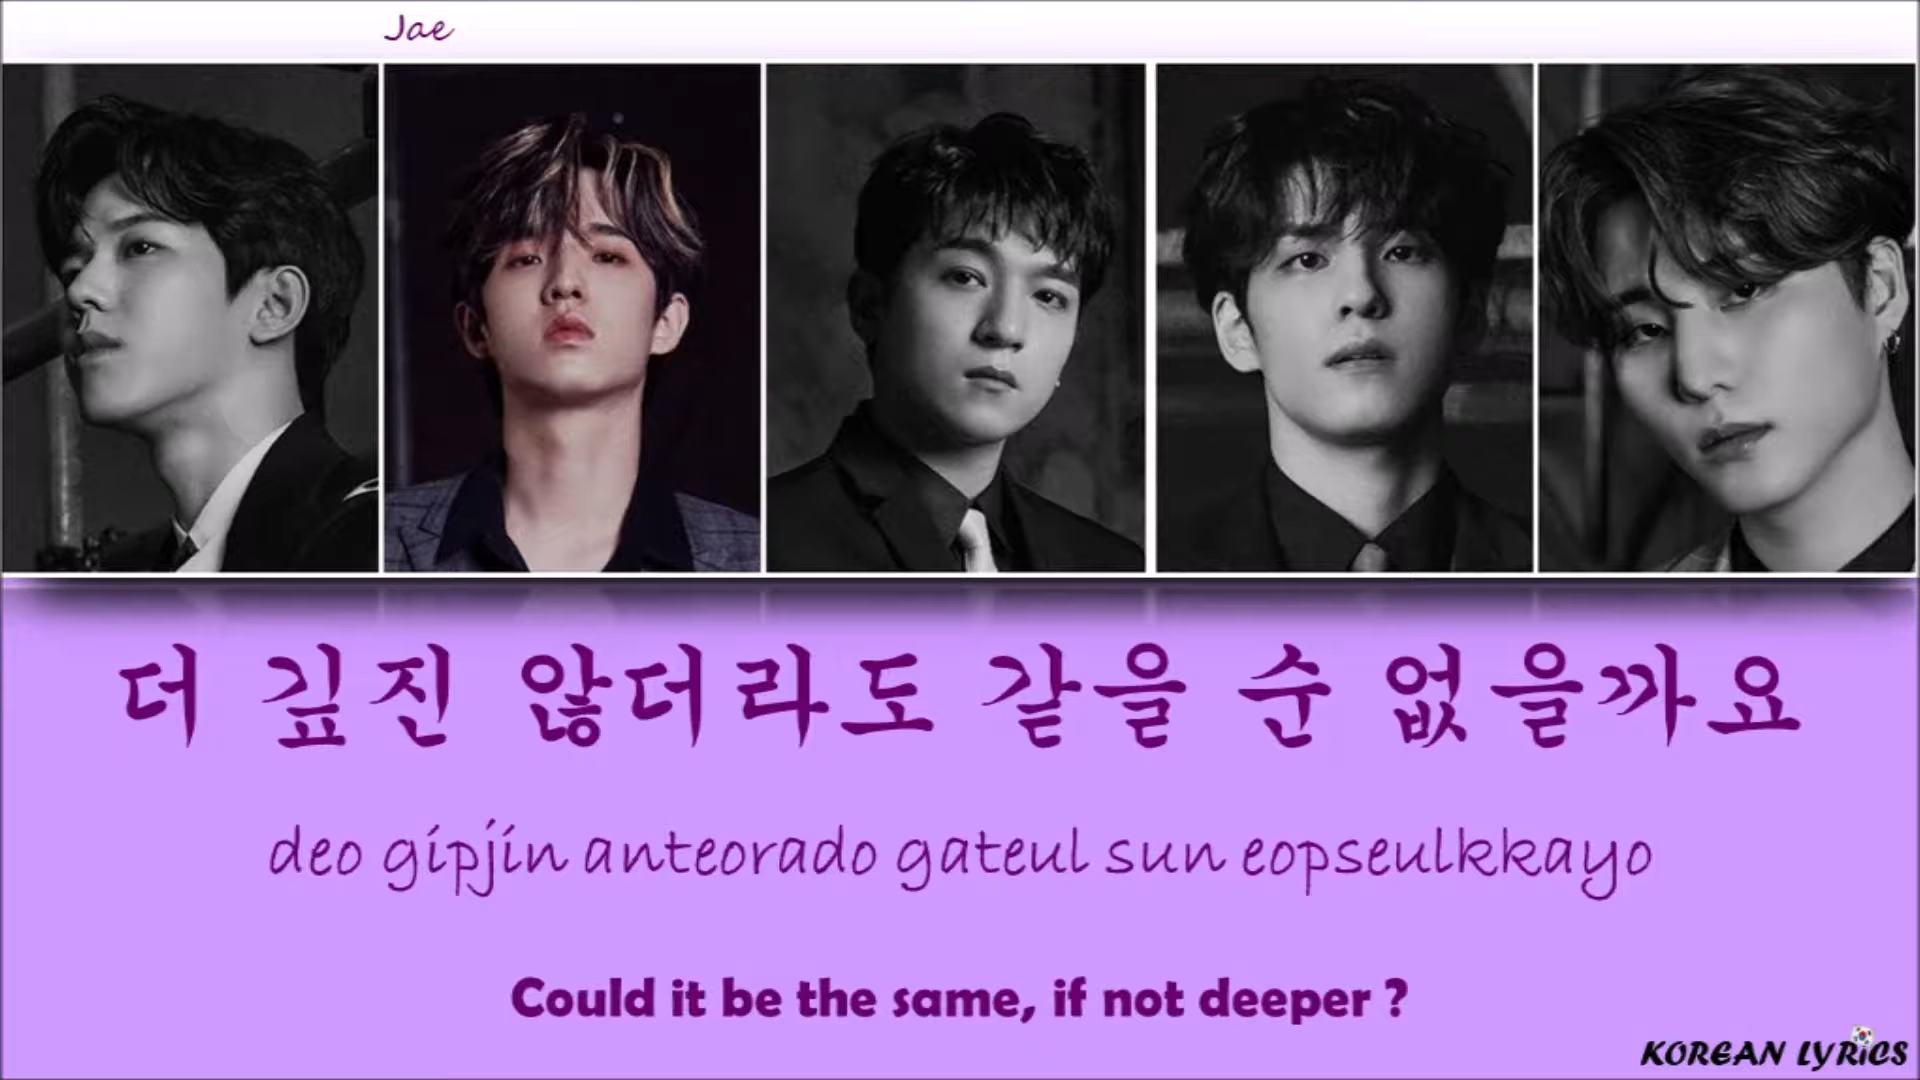 Jae
더 깊진 않더라도 같을 순 없을까요
deo gipjin anteorado gateul sun eopseulkkayo
Could it be the same, if not deeper ?
KOREAN LYRiCS